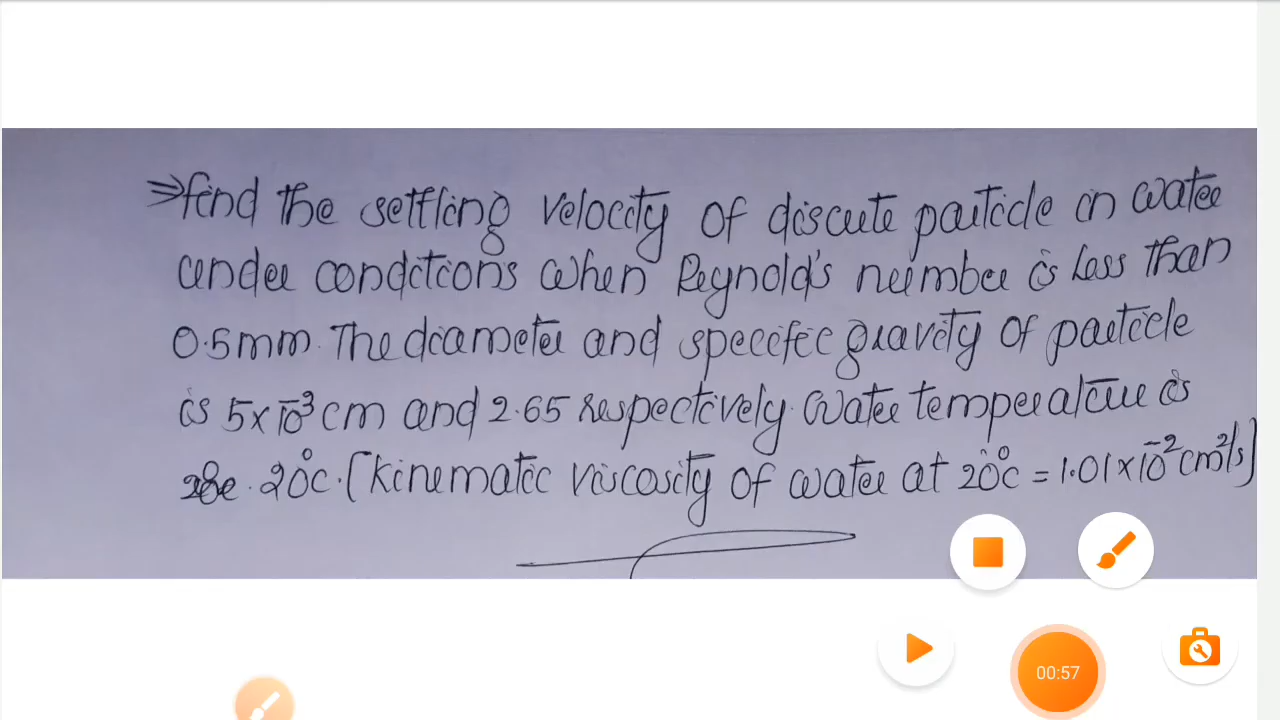 ⇒find the settling velocity of discute particle in water
under conditions when Reynold's number is less than
0.5mm. The diameter and specific gravity of particle
is 5×10⁻³ cm and 2.65 respectively. Water temperature is
20°c. [kinematic viscosity of water at 20°c = 1.01×10⁻² cm²/s]
00:57